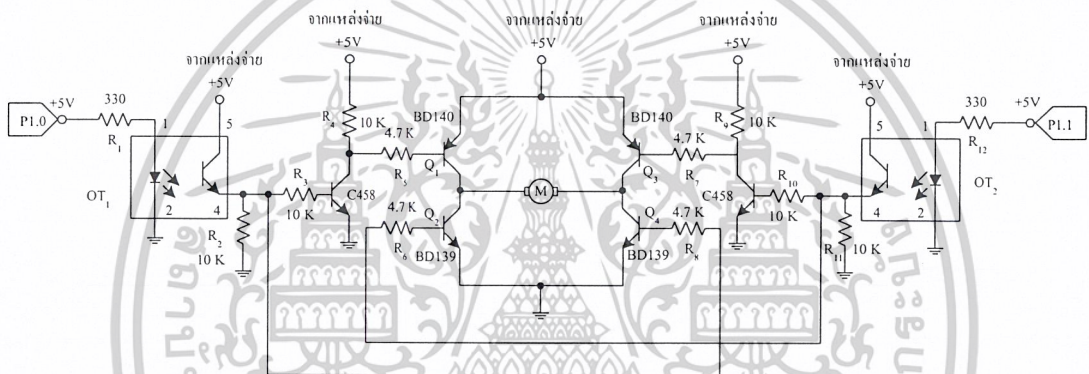 จากแหล่งจ่าย
+5V
จากแหล่งจ่าย
+5V
จากแหล่งจ่าย
+5V
จากแหล่งจ่าย
+5V
จากแหล่งจ่าย
+5V
P1.0
+5V
330
R1
1
5
2
4
OT1
R2
10 K
R3
10 K
R4
10 K
C458
4.7 K
R5
BD140
Q1
4.7 K
R6
Q2
BD139
M
BD140
Q3
4.7 K
R7
Q4
4.7 K
R8
BD139
R9
10 K
C458
R10
10 K
R11
10 K
5
1
4
2
OT2
330
R12
+5V
P1.1